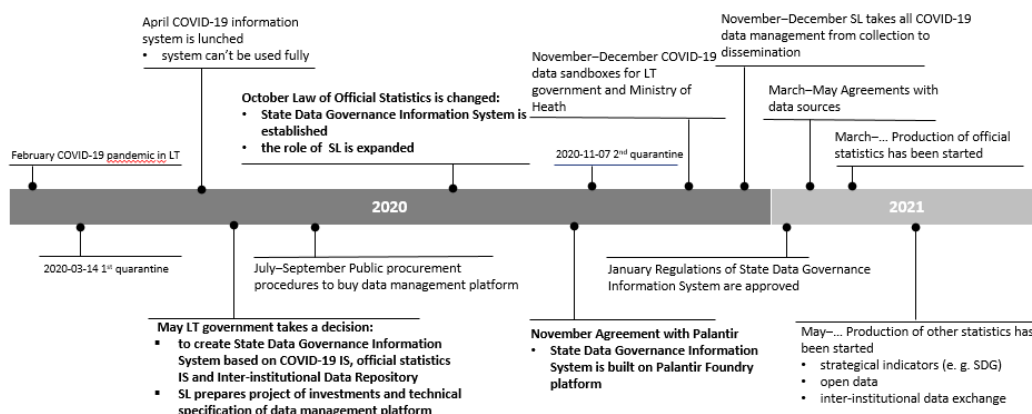 April COVID-19 information
system is lunched
• system can't be used fully
November–December SL takes all COVID-19
data management from collection to
dissemination
November–December COVID-19
data sandboxes for LT
government and Ministry of
Heath
October Law of Official Statistics is changed:
• State Data Governance Information System is
established
• the role of SL is expanded
March–May Agreements with
data sources
February COVID-19 pandemic in LT
2020-11-07 2nd quarantine
March–... Production of official
statistics has been started
2020
2021
2020-03-14 1st quarantine
July–September Public procurement
procedures to buy data management platform
January Regulations of State Data Governance
Information System are approved
May LT government takes a decision:
▪ to create State Data Governance Information
System based on COVID-19 IS, official statistics
IS and Inter-institutional Data Repository
▪ SL prepares project of investments and technical
specification of data management platform
November Agreement with Palantir
• State Data Governance Information
System is built on Palantir Foundry
platform
May–... Production of other statistics has
been started
• strategical indicators (e. g. SDG)
• open data
• inter-institutional data exchange